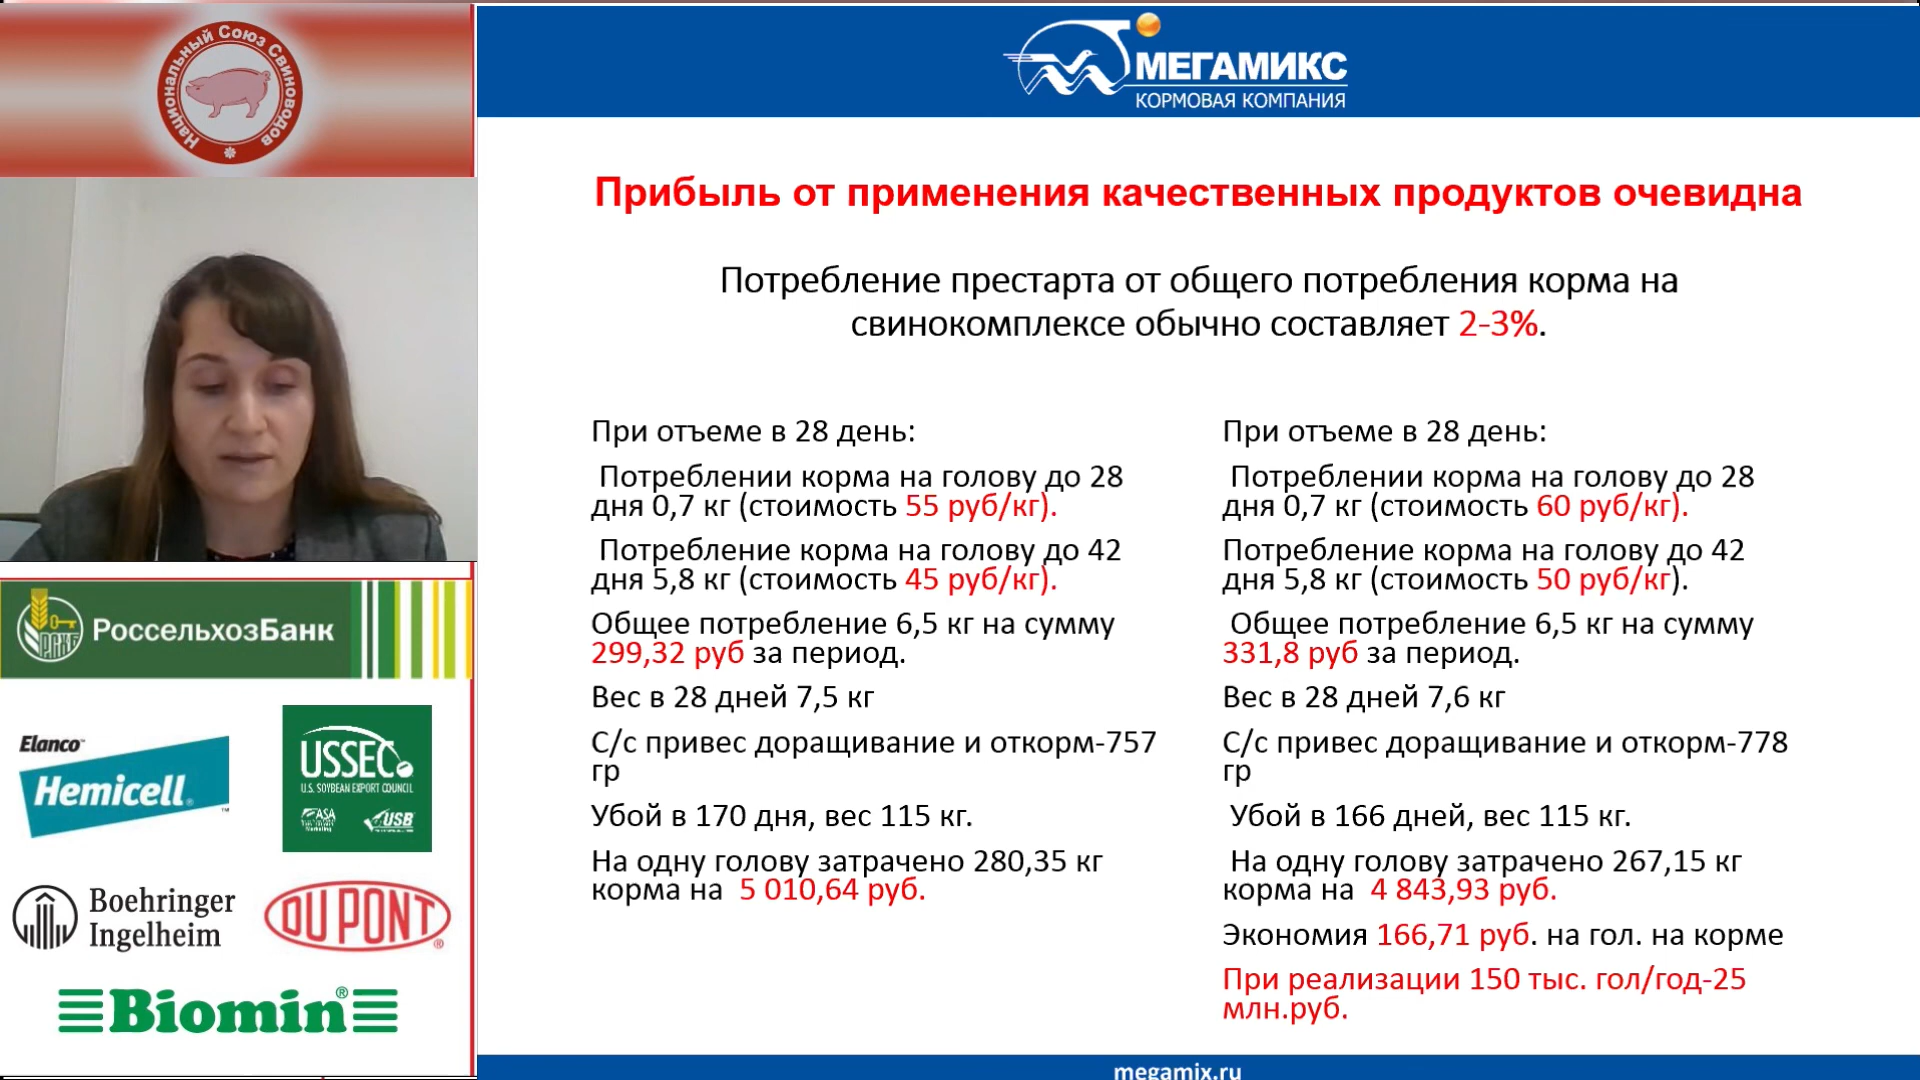 Национальный Союз Свиноводов
МЕГАМИКС
КОРМОВАЯ КОМПАНИЯ
Прибыль от применения качественных продуктов очевидна
Потребление престарта от общего потребления корма на
свинокомплексе обычно составляет 2-3%.
При отъеме в 28 день:
Потреблении корма на голову до 28
дня 0,7 кг (стоимость 55 руб/кг).
Потребление корма на голову до 42
дня 5,8 кг (стоимость 45 руб/кг).
Общее потребление 6,5 кг на сумму
299,32 руб за период.
Вес в 28 дней 7,5 кг
С/с привес доращивание и откорм-757
гр
Убой в 170 дня, вес 115 кг.
На одну голову затрачено 280,35 кг
корма на 5 010,64 руб.
При отъеме в 28 день:
Потреблении корма на голову до 28
дня 0,7 кг (стоимость 60 руб/кг).
Потребление корма на голову до 42
дня 5,8 кг (стоимость 50 руб/кг).
Общее потребление 6,5 кг на сумму
331,8 руб за период.
Вес в 28 дней 7,6 кг
С/с привес доращивание и откорм-778
гр
Убой в 166 дней, вес 115 кг.
На одну голову затрачено 267,15 кг
корма на 4 843,93 руб.
Экономия 166,71 руб. на гол. на корме
При реализации 150 тыс. гол/год-25
млн.руб.
РСХБ
РоссельхозБанк
Elanco™
Hemicell®
USSEC
U.S. SOYBEAN EXPORT COUNCIL
ASA
USB
Boehringer
Ingelheim
DUPONT®
Biomin®
megamix.ru